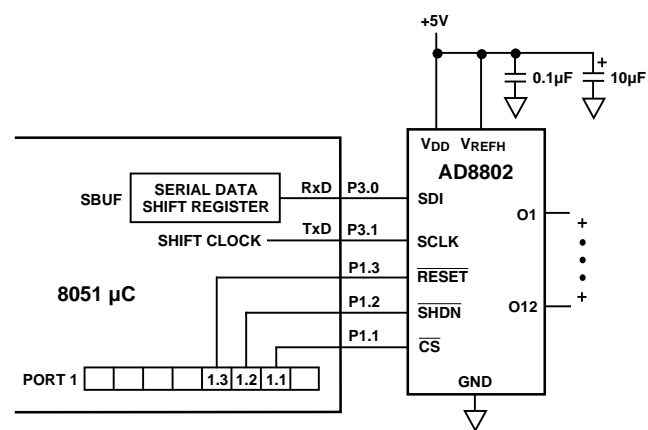 +5V
+
0.1µF
10µF
VDD VREFH
AD8802
SBUF
SERIAL DATA
SHIFT REGISTER
RxD P3.0
SDI
O1
SHIFT CLOCK
TxD P3.1
SCLK
+
P1.3
RESET
8051 µC
P1.2
SHDN
+
O12
P1.1
CS
PORT 1
1.3 1.2 1.1
GND